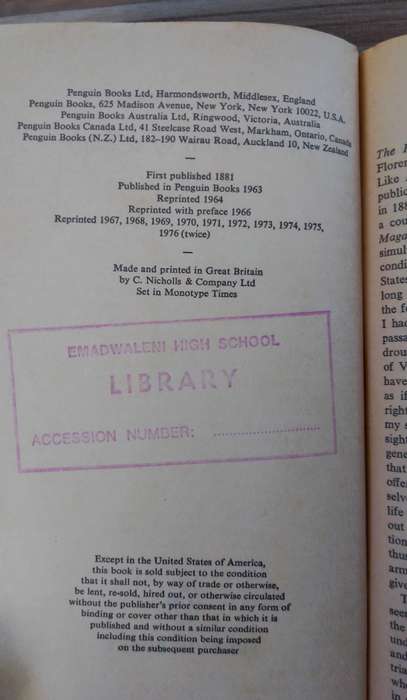 Penguin Books Ltd, Harmondsworth, Middlesex, England
Penguin Books, 625 Madison Avenue, New York, New York 10022, U.S.A.
Penguin Books Australia Ltd, Ringwood, Victoria, Australia
Penguin Books Canada Ltd, 41 Steelcase Road West, Markham, Ontario, Canada
Penguin Books (N.Z.) Ltd, 182–190 Wairau Road, Auckland 10, New Zealand
—
First published 1881
Published in Penguin Books 1963
Reprinted 1964
Reprinted with preface 1966
Reprinted 1967, 1968, 1969, 1970, 1971, 1972, 1973, 1974, 1975,
1976 (twice)
—
Made and printed in Great Britain
by C. Nicholls & Company Ltd
Set in Monotype Times
EMADWALENI HIGH SCHOOL
LIBRARY
ACCESSION NUMBER: ..............................
Except in the United States of America,
this book is sold subject to the condition
that it shall not, by way of trade or otherwise,
be lent, re-sold, hired out, or otherwise circulated
without the publisher's prior consent in any form of
binding or cover other than that in which it is
published and without a similar condition
including this condition being imposed
on the subsequent purchaser
The
Floren
Like
public
in 188
a cou
Maga
simul
condi
States
long
the fo
I had
passa
drou
of V
have
as if
right
my s
sight
gene
that
offe
life
out
tion
thus
arm
give
T
seen
the
und
and
tria
wh